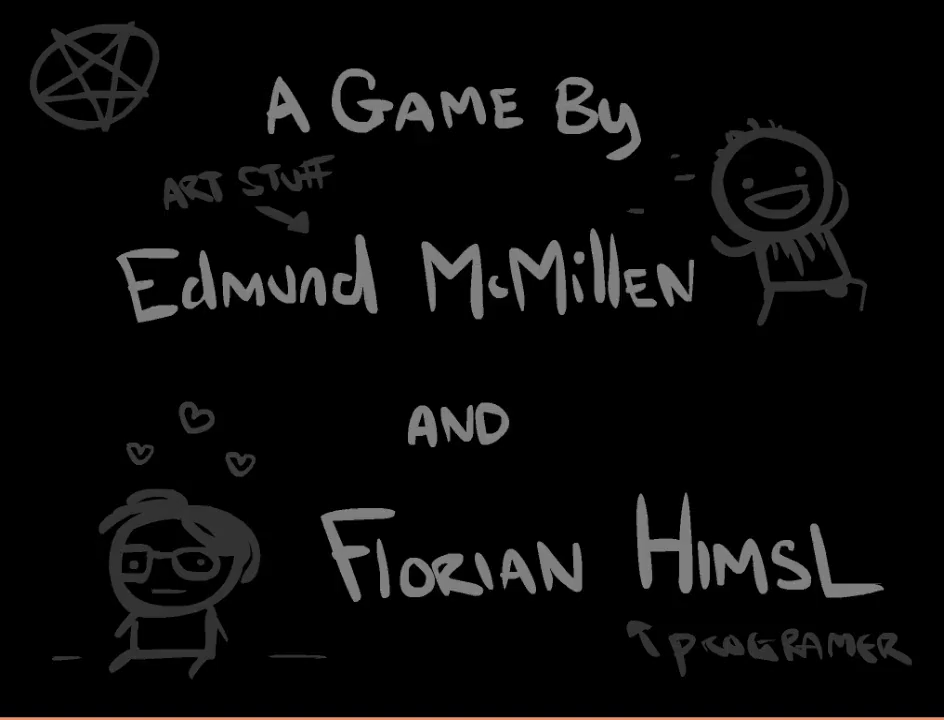 A GAME By
ART STUFF
Edmund McMillEN
AND
FlORIAN HIMSL
PROGRAMER